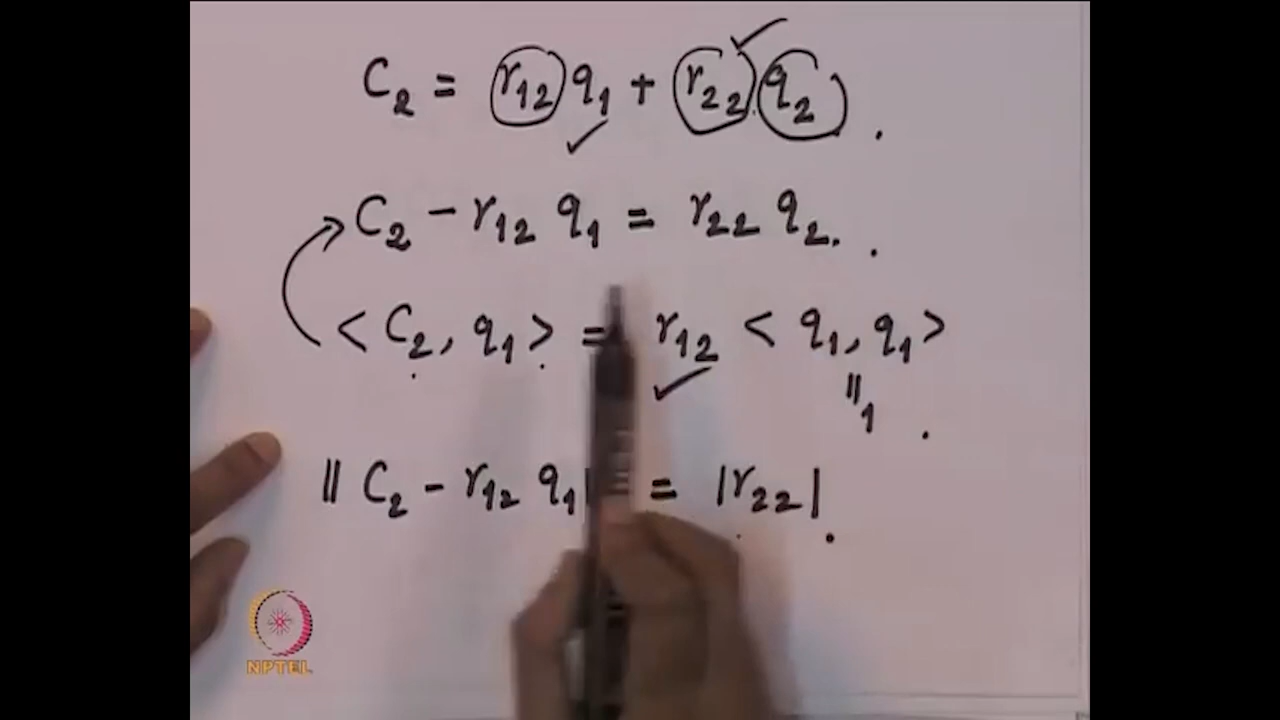 C₂ = r₁₂ q₁ + r₂₂ q₂ .
C₂ - r₁₂ q₁ = r₂₂ q₂ .
< C₂, q₁ > = r₁₂ < q₁, q₁ >
॥ 1 .
|| C₂ - r₁₂ q₁ | = |r₂₂| .
NPTEL